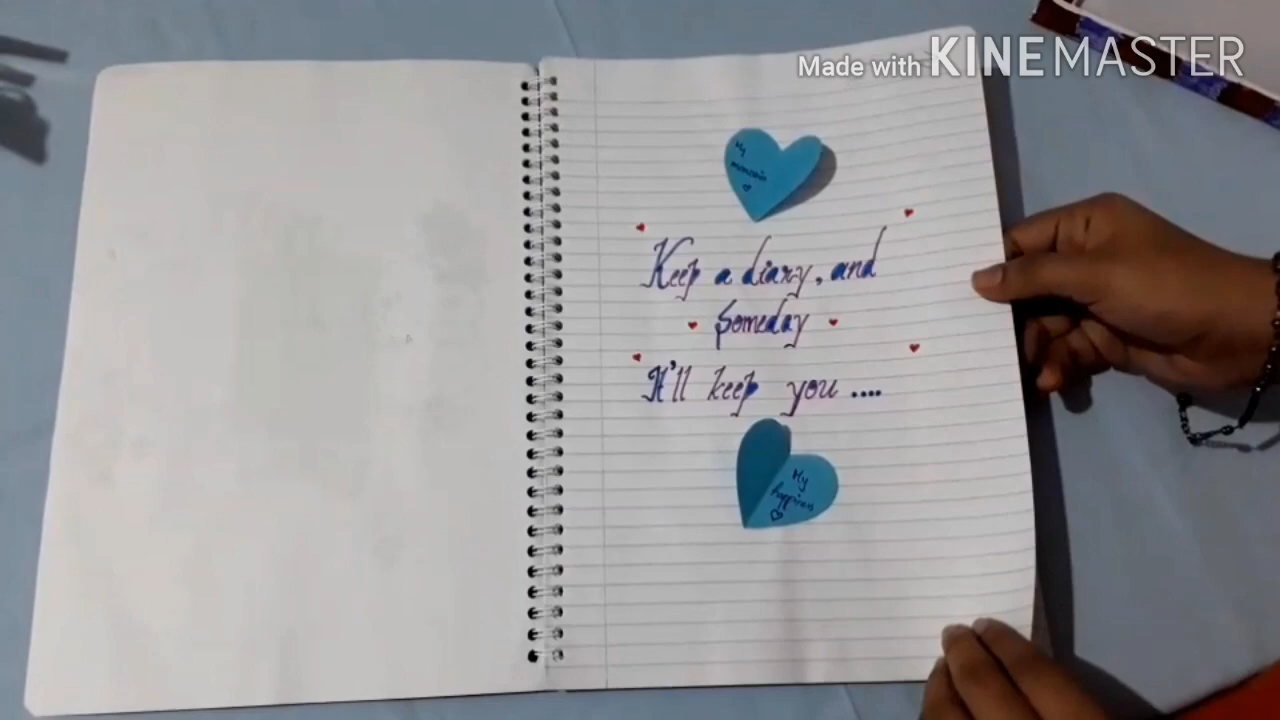 Made with KINEMASTER
My
memories
Keep a diary, and
Someday
It'll keep you ....
My
happiness